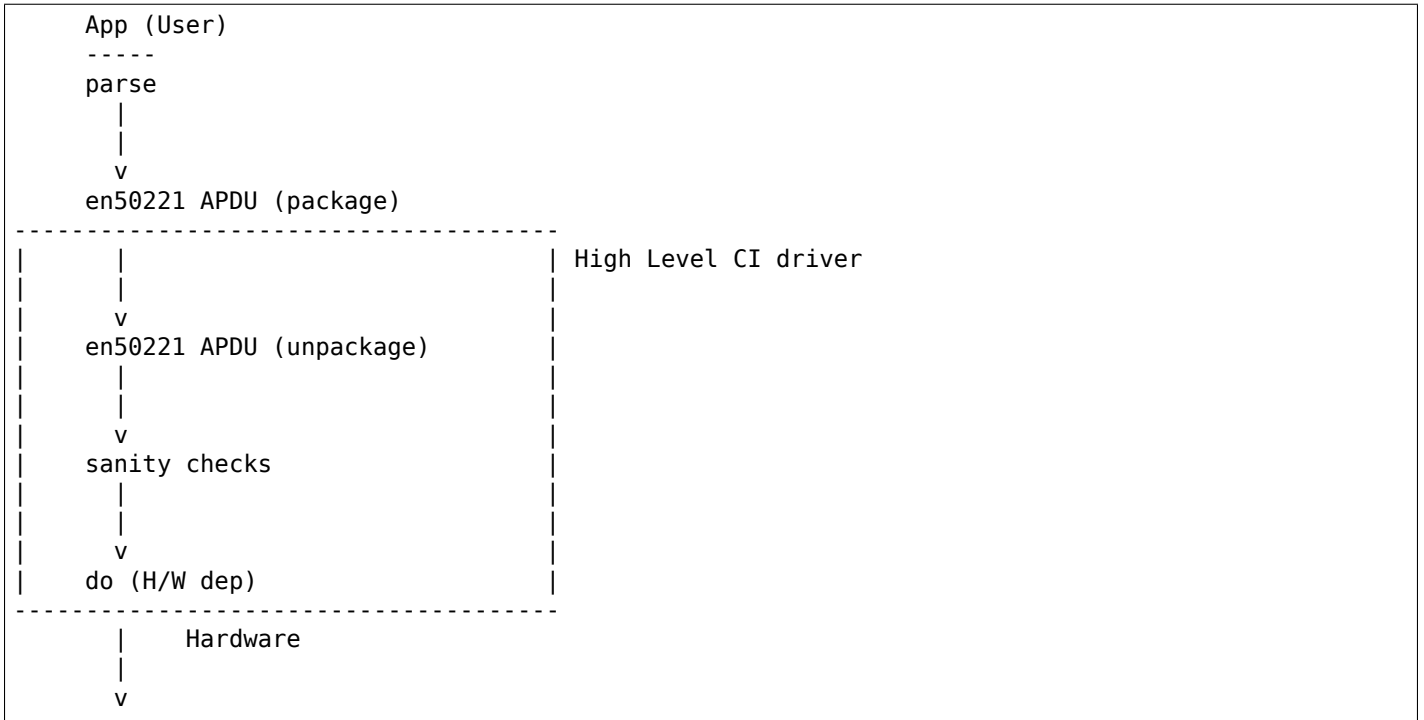 App (User)
-----
parse
|
|
v
en50221 APDU (package)
--------------------------------------
|      |                              | High Level CI driver
|      |                              |
|      v                              |
|    en50221 APDU (unpackage)         |
|      |                              |
|      |                              |
|      v                              |
|    sanity checks                    |
|      |                              |
|      |                              |
|      v                              |
|    do (H/W dep)                     |
--------------------------------------
|    Hardware
|
v